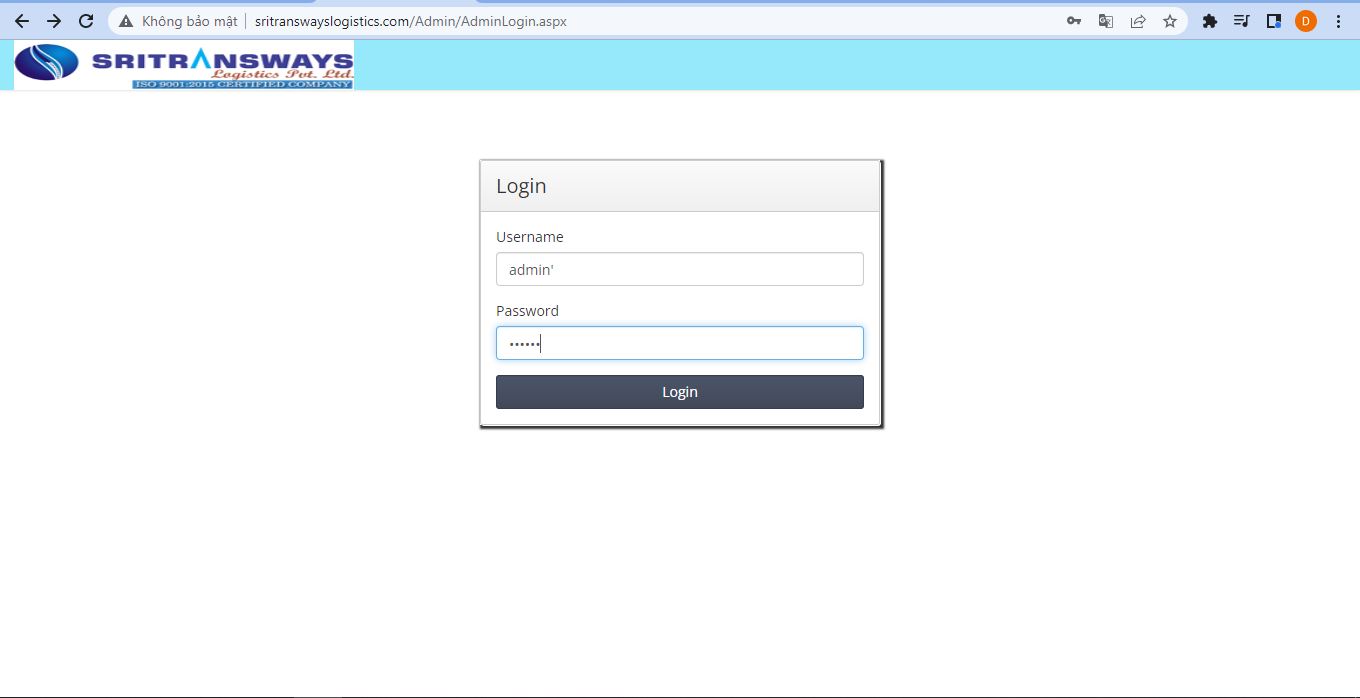 Không bảo mật sritranswayslogistics.com/Admin/AdminLogin.aspx D
SRITRANSWAYS
Logistics Pvt. Ltd.
ISO 9001:2015 CERTIFIED COMPANY
Login
Username
admin'
Password
••••••
Login